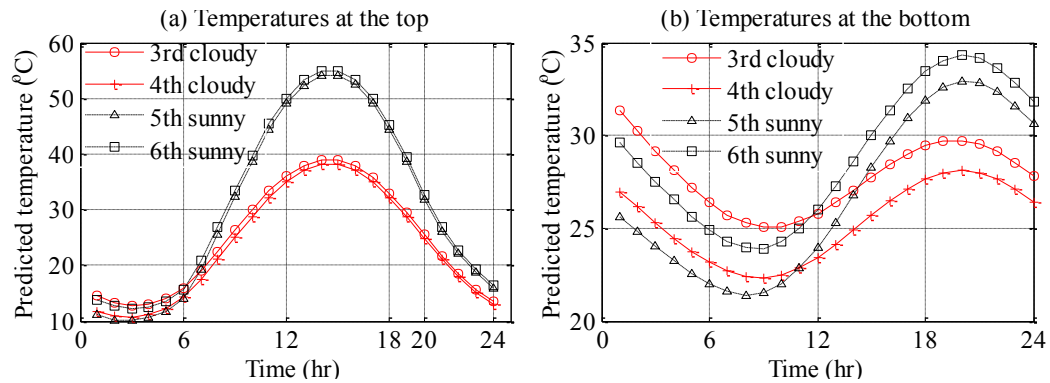 (a) Temperatures at the top
Predicted temperature (⁰C)
60
50
40
30
20
10
3rd cloudy
4th cloudy
5th sunny
6th sunny
0 6 12 18 20 24
Time (hr)
(b) Temperatures at the bottom
Predicted temperature (⁰C)
35
30
25
20
3rd cloudy
4th cloudy
5th sunny
6th sunny
0 6 12 18 24
Time (hr)